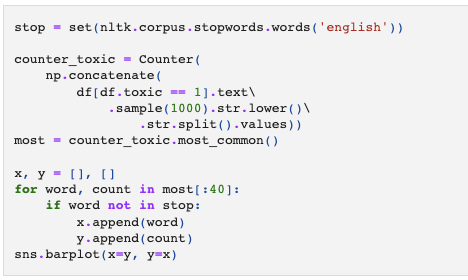 stop = set(nltk.corpus.stopwords.words('english'))

counter_toxic = Counter(
    np.concatenate(
        df[df.toxic == 1].text\
            .sample(1000).str.lower()\
                .str.split().values))
most = counter_toxic.most_common()

x, y = [], []
for word, count in most[:40]:
    if word not in stop:
        x.append(word)
        y.append(count)
sns.barplot(x=y, y=x)